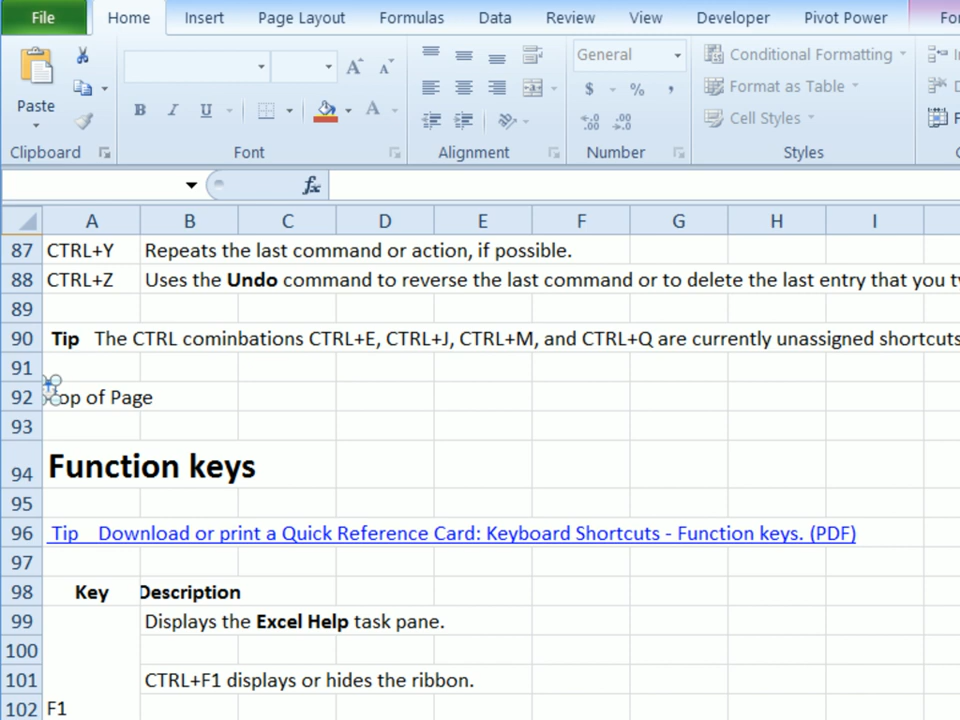 File Home Insert Page Layout Formulas Data Review View Developer Pivot Power
General
Conditional Formatting
Paste
B I U A $ % ,
Format as Table
Cell Styles
Clipboard Font Alignment Number Styles
fx
A B C D E F G H I
87 CTRL+Y Repeats the last command or action, if possible.
88 CTRL+Z Uses the Undo command to reverse the last command or to delete the last entry that you
89
90 Tip The CTRL cominbations CTRL+E, CTRL+J, CTRL+M, and CTRL+Q are currently unassigned shortcuts
91
92 Top of Page
93
94 Function keys
95
96 Tip Download or print a Quick Reference Card: Keyboard Shortcuts - Function keys. (PDF)
97
98 Key Description
99 Displays the Excel Help task pane.
100
101 CTRL+F1 displays or hides the ribbon.
102 F1